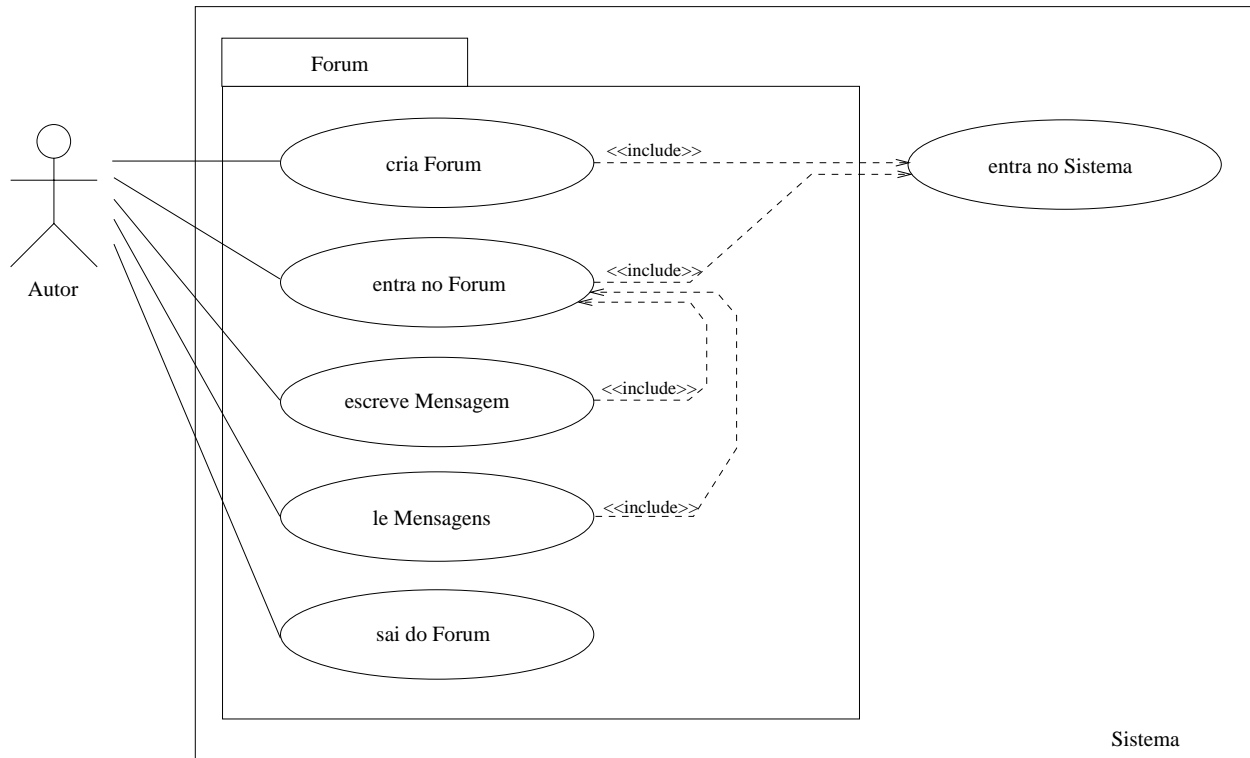 Forum
cria Forum
<<include>>
entra no Sistema
entra no Forum
<<include>>
Autor
escreve Mensagem
<<include>>
le Mensagens
<<include>>
sai do Forum
Sistema